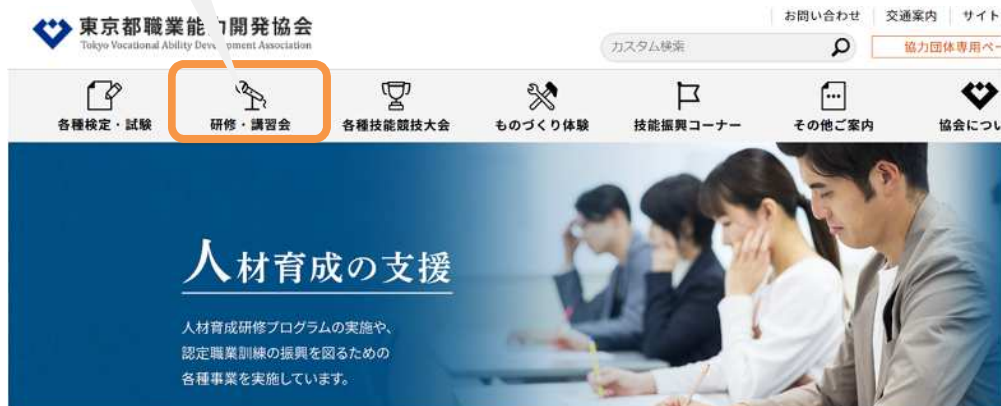 お問い合わせ 交通案内 サイト
東京都職業能力開発協会
Tokyo Vocational Ability Development Association
カスタム検索
協力団体専用ペー
各種検定・試験 研修・講習会 各種技能競技大会 ものづくり体験 技能振興コーナー その他ご案内 協会につい
人材育成の支援
人材育成研修プログラムの実施や、
認定職業訓練の振興を図るための
各種事業を実施しています。